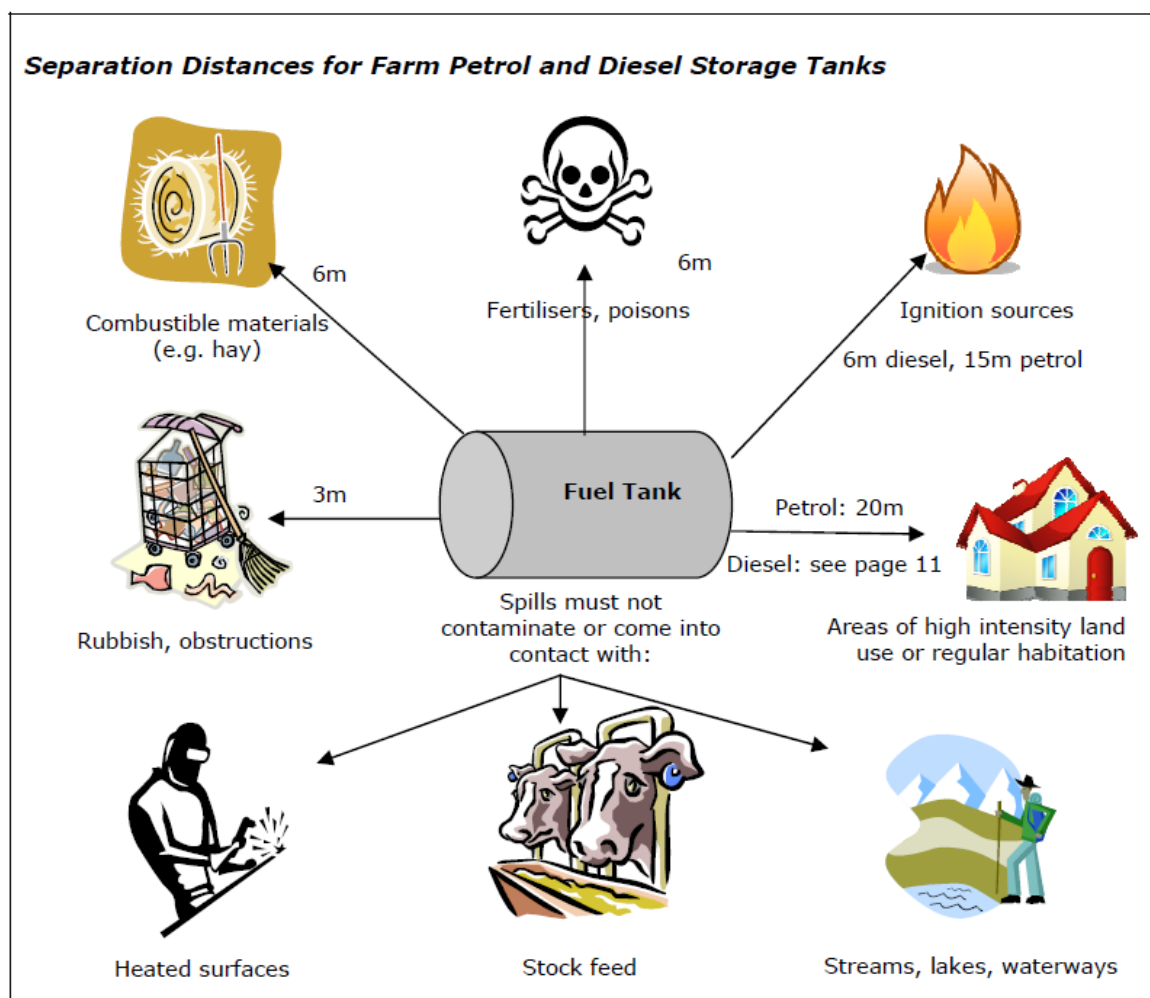 Separation Distances for Farm Petrol and Diesel Storage Tanks
6m
6m
Combustible materials
(e.g. hay)
Fertilisers, poisons
Ignition sources
6m diesel, 15m petrol
3m
Fuel Tank
Petrol: 20m
Diesel: see page 11
Rubbish, obstructions
Spills must not
contaminate or come into
contact with:
Areas of high intensity land
use or regular habitation
Heated surfaces
Stock feed
Streams, lakes, waterways